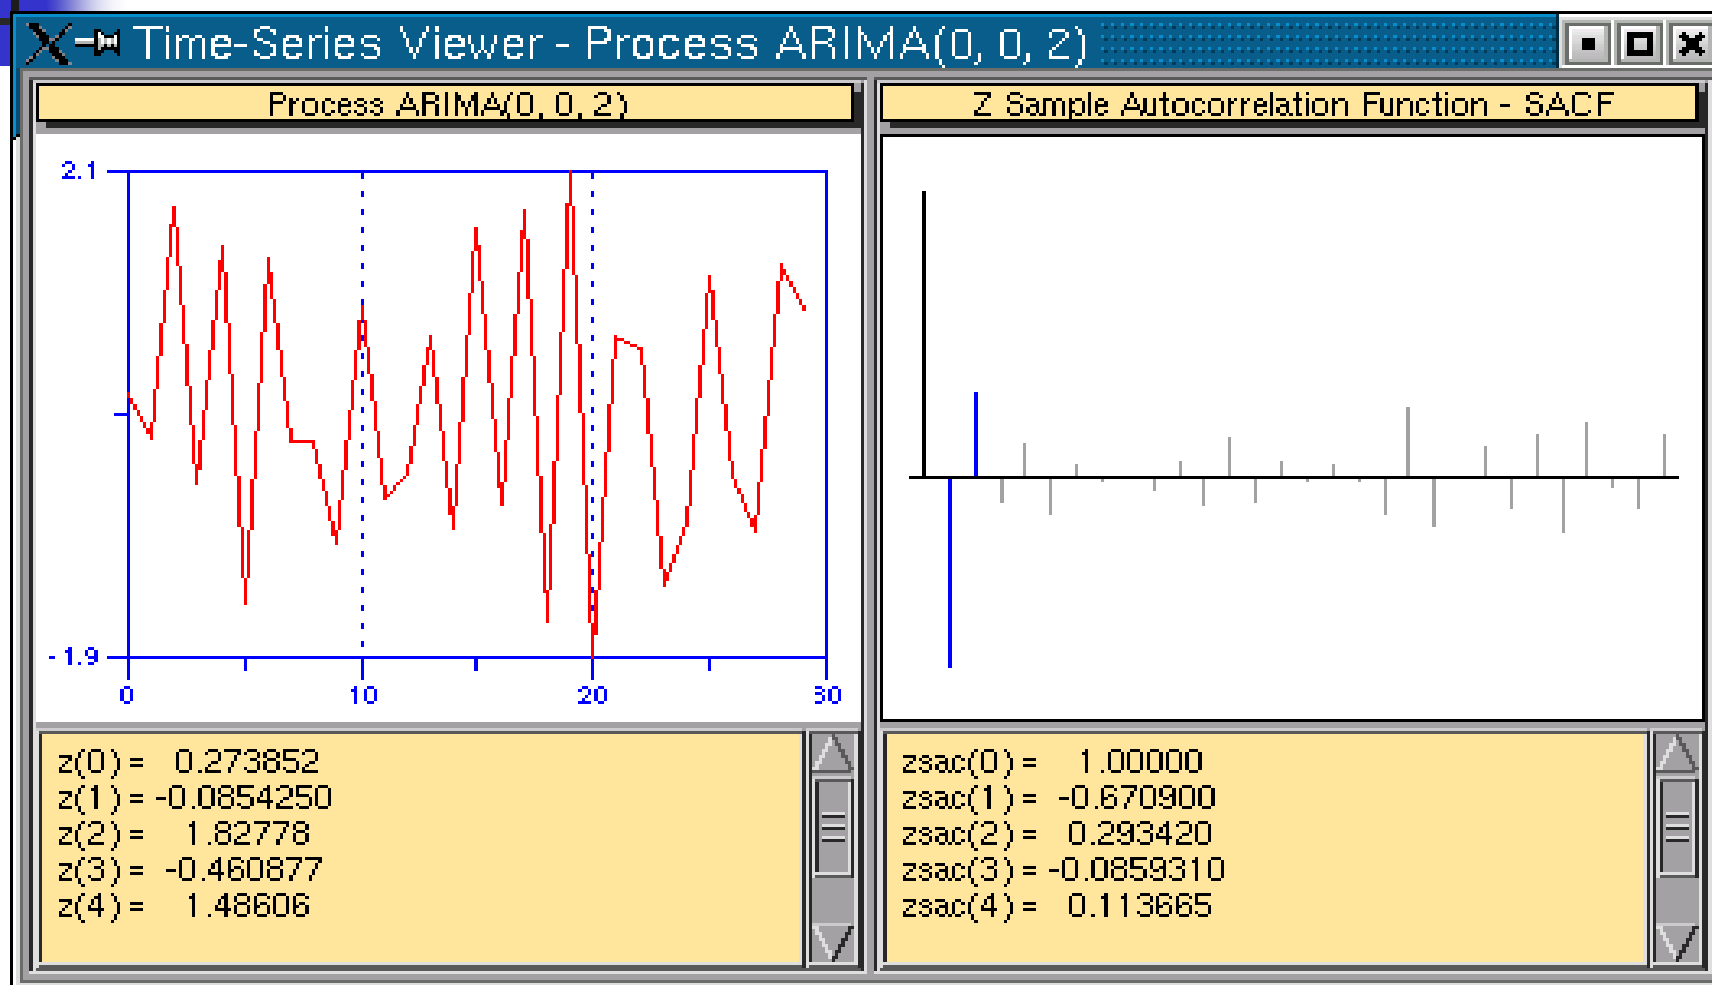 Time-Series Viewer - Process ARIMA(0, 0, 2)
Process ARIMA(0, 0, 2)
2.1
-1.9
0
10
20
30
z(0) = 0.273852
z(1) = -0.0854250
z(2) = 1.82778
z(3) = -0.460877
z(4) = 1.48606
Z Sample Autocorrelation Function - SACF
zsac(0) = 1.00000
zsac(1) = -0.670900
zsac(2) = 0.293420
zsac(3) = -0.0859310
zsac(4) = 0.113665